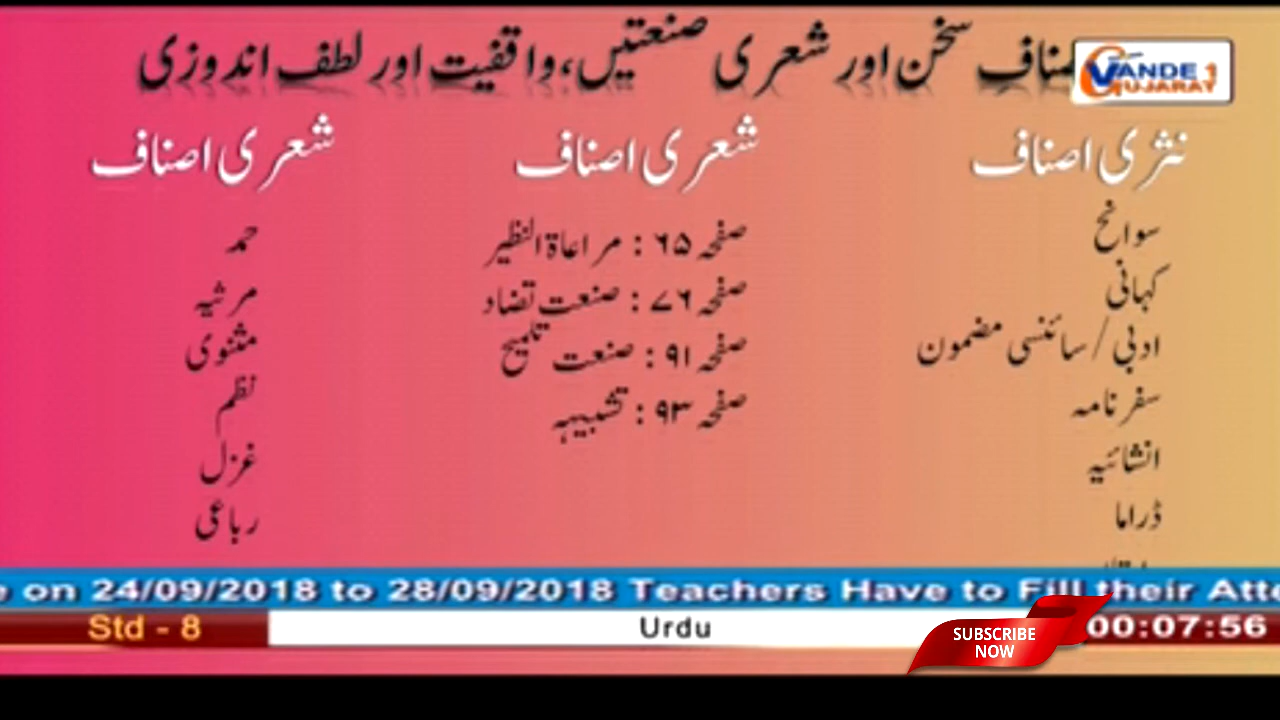 سخن اور شعری صنعتیں، واقفیت اور لطف اندوزی
VANDE 1
GUJARAT
نثری اصناف
سوانح
کہانی
ادبی / سائنسی مضمون
سفر نامہ
انشائیہ
ڈراما
شعری اصناف
صفحہ ۶۵ : مراعاۃ النظیر
صفحہ ۷۶ : صنعت تضاد
صفحہ ۹۱ : صنعت تلمیح
صفحہ ۹۳ : تشبیہہ
شعری اصناف
حمد
مرثیہ
مثنوی
نظم
غزل
رباعی
e on 24/09/2018 to 28/09/2018 Teachers Have to Fill their Atte
Std - 8
Urdu
SUBSCRIBE
NOW
00:07:56